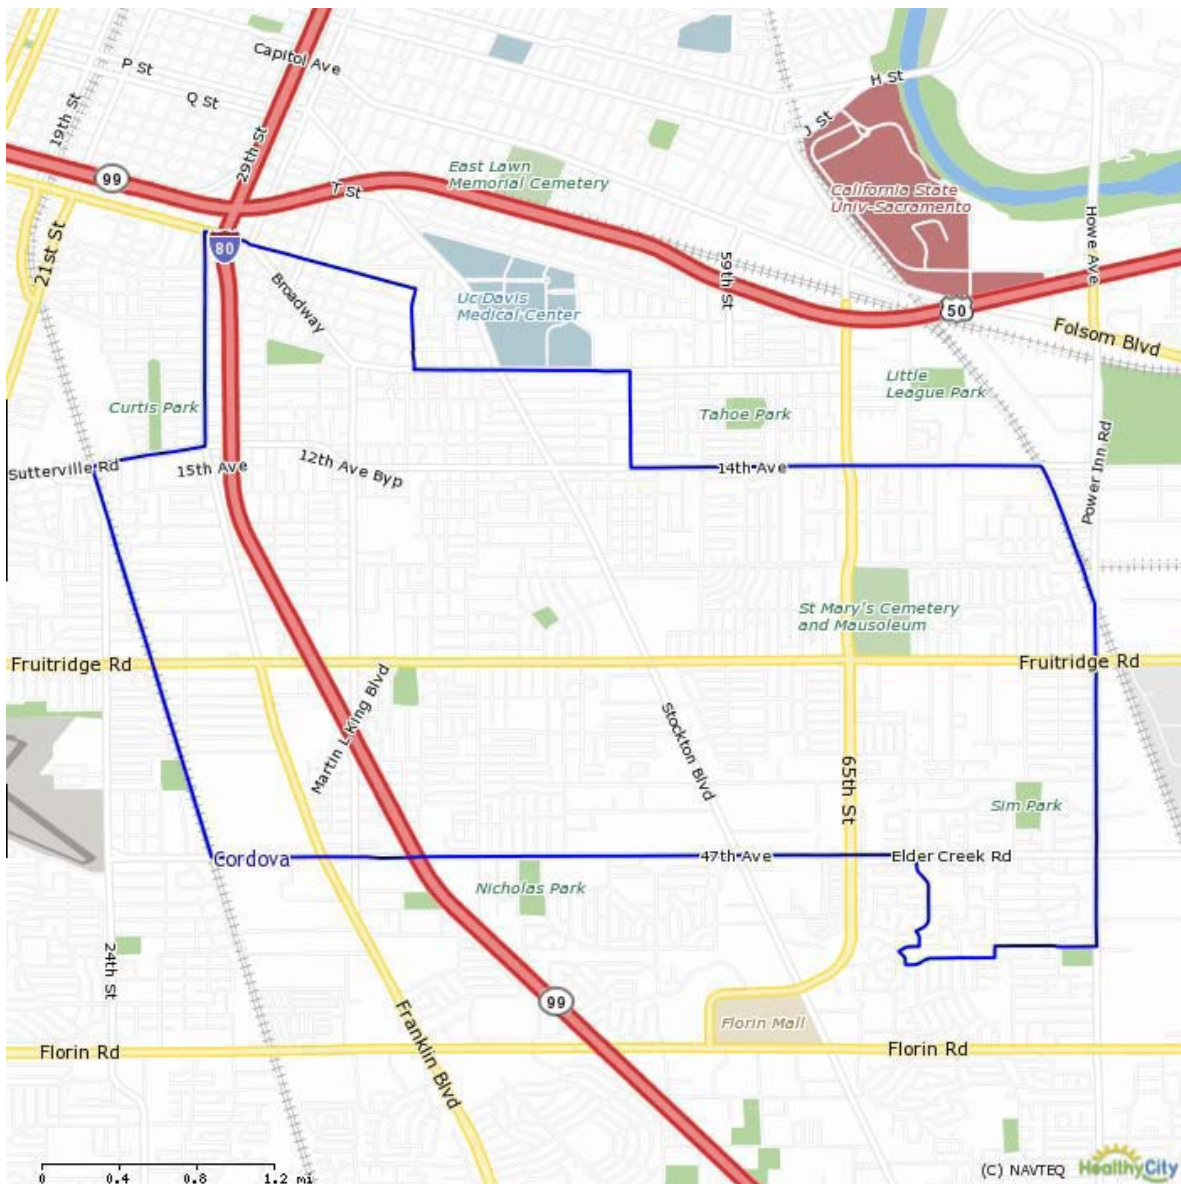 Capitol Ave
P St
Q St
19th St
29th St
H St
J St
99
T St
East Lawn
Memorial Cemetery
California State
Univ-Sacramento
Howe Ave
21st St
80
Broadway
Uc Davis
Medical Center
59th St
50
Folsom Blvd
Curtis Park
Little
League Park
Tahoe Park
Sutterville Rd
15th Ave
12th Ave Byp
14th Ave
Power Inn Rd
St Mary's Cemetery
and Mausoleum
Fruitridge Rd
Fruitridge Rd
Martin L King Blvd
Stockton Blvd
65th St
Sim Park
Cordova
47th Ave
Elder Creek Rd
Nicholas Park
24th St
99
Franklin Blvd
Florin Mall
Florin Rd
Florin Rd
0 0.4 0.8 1.2 mi
(C) NAVTEQ HealthyCity